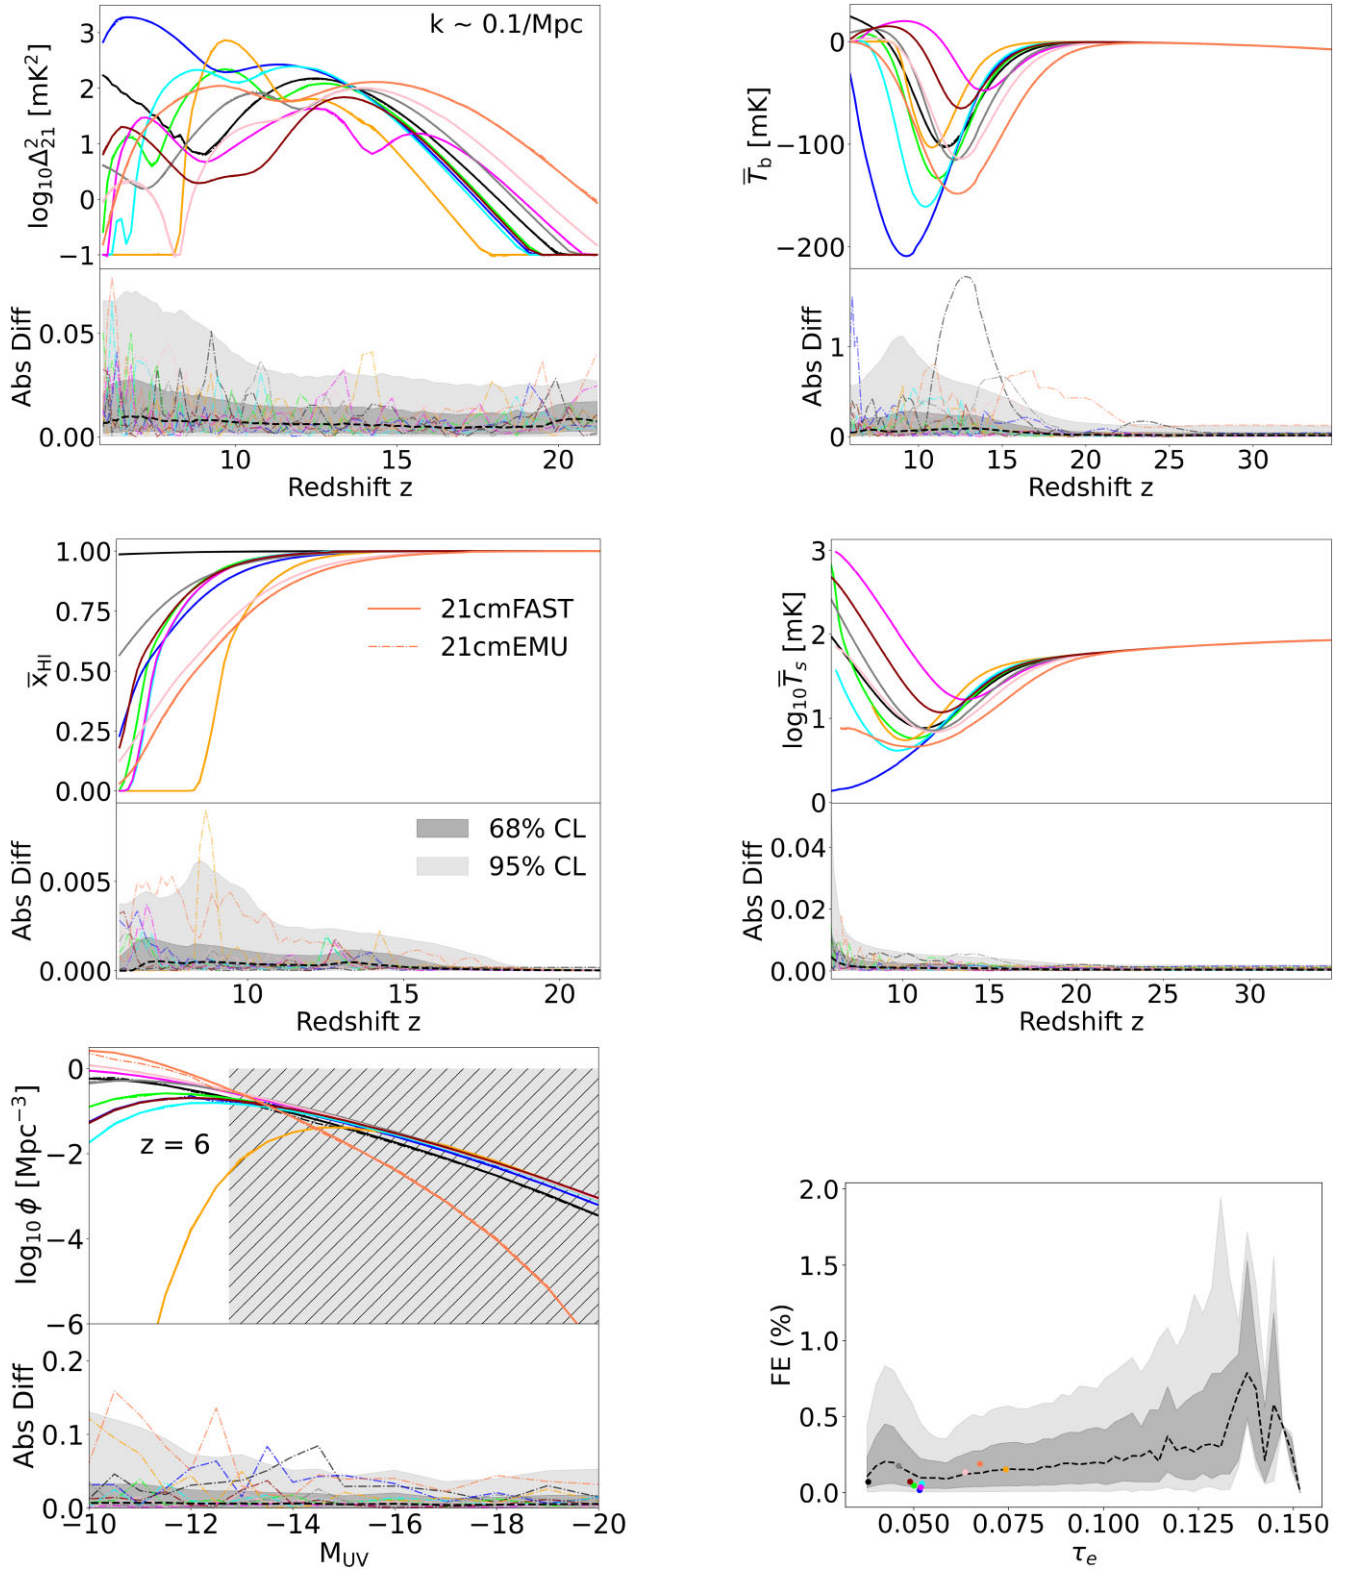 k ~ 0.1/Mpc
log₁₀Δ²₂₁ [mK²]
3
2
1
0
−1
Abs Diff
0.05
0.00
10
15
20
Redshift z
T̅_b [mK]
0
−100
−200
Abs Diff
1
0
10
15
20
25
30
Redshift z
x̅_HI
1.00
0.75
0.50
0.25
0.00
21cmFAST
21cmEMU
Abs Diff
0.005
0.000
68% CL
95% CL
10
15
20
Redshift z
log₁₀T̅_s [mK]
3
2
1
0
Abs Diff
0.04
0.02
0.00
10
15
20
25
30
Redshift z
log₁₀ ϕ [Mpc⁻³]
0
−2
−4
−6
z = 6
Abs Diff
0.2
0.1
0.0
−10
−12
−14
−16
−18
−20
M_UV
FE (%)
2.0
1.5
1.0
0.5
0.0
0.050
0.075
0.100
0.125
0.150
τ_e